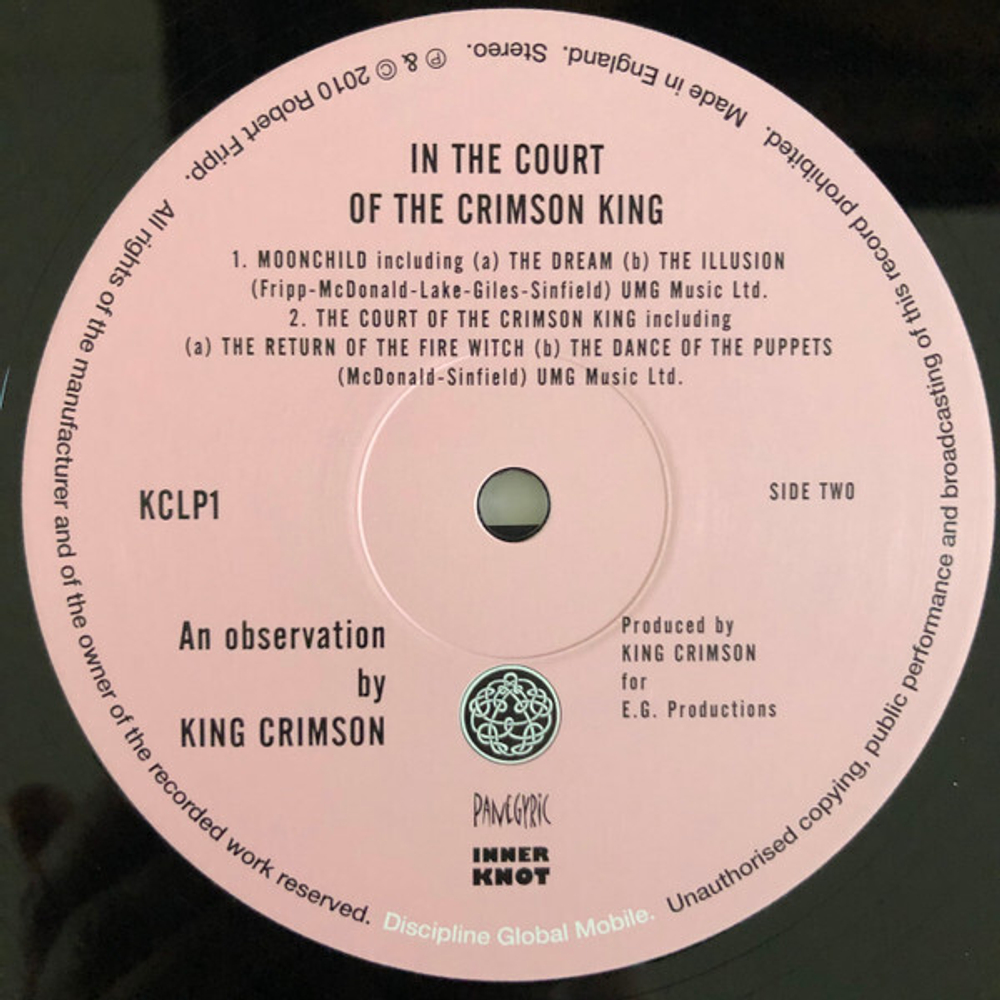 IN THE COURT
OF THE CRIMSON KING
1. MOONCHILD including (a) THE DREAM (b) THE ILLUSION
(Fripp-McDonald-Lake-Giles-Sinfield) UMG Music Ltd.
2. THE COURT OF THE CRIMSON KING including
(a) THE RETURN OF THE FIRE WITCH (b) THE DANCE OF THE PUPPETS
(McDonald-Sinfield) UMG Music Ltd.
KCLP1
SIDE TWO
An observation
by
KING CRIMSON
Produced by
KING CRIMSON
for
E.G. Productions
PANEGYRIC
INNER
KNOT
All rights of the manufacturer and of the owner of the recorded work reserved. Discipline Global Mobile. Unauthorised copying, public performance and broadcasting of this record prohibited. Made in England. Stereo. ℗ & © 2010 Robert Fripp.